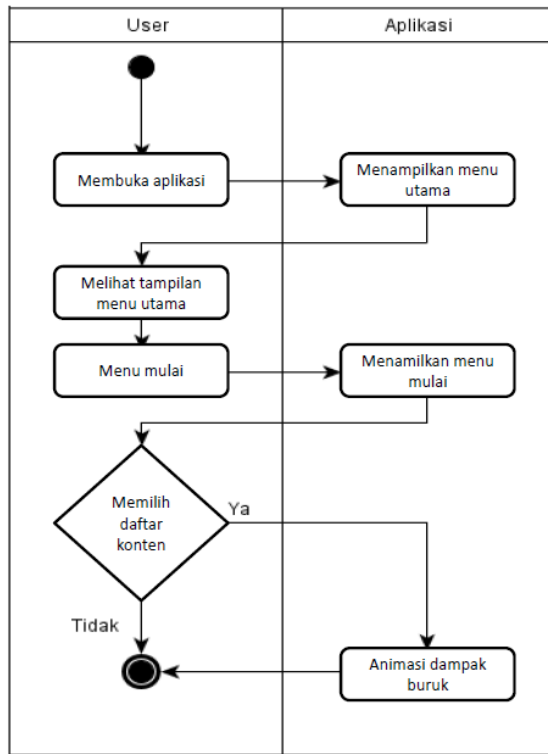 User
Aplikasi
Membuka aplikasi
Menampilkan menu
utama
Melihat tampilan
menu utama
Menu mulai
Menamilkan menu
mulai
Memilih
daftar
konten
Ya
Tidak
Animasi dampak
buruk